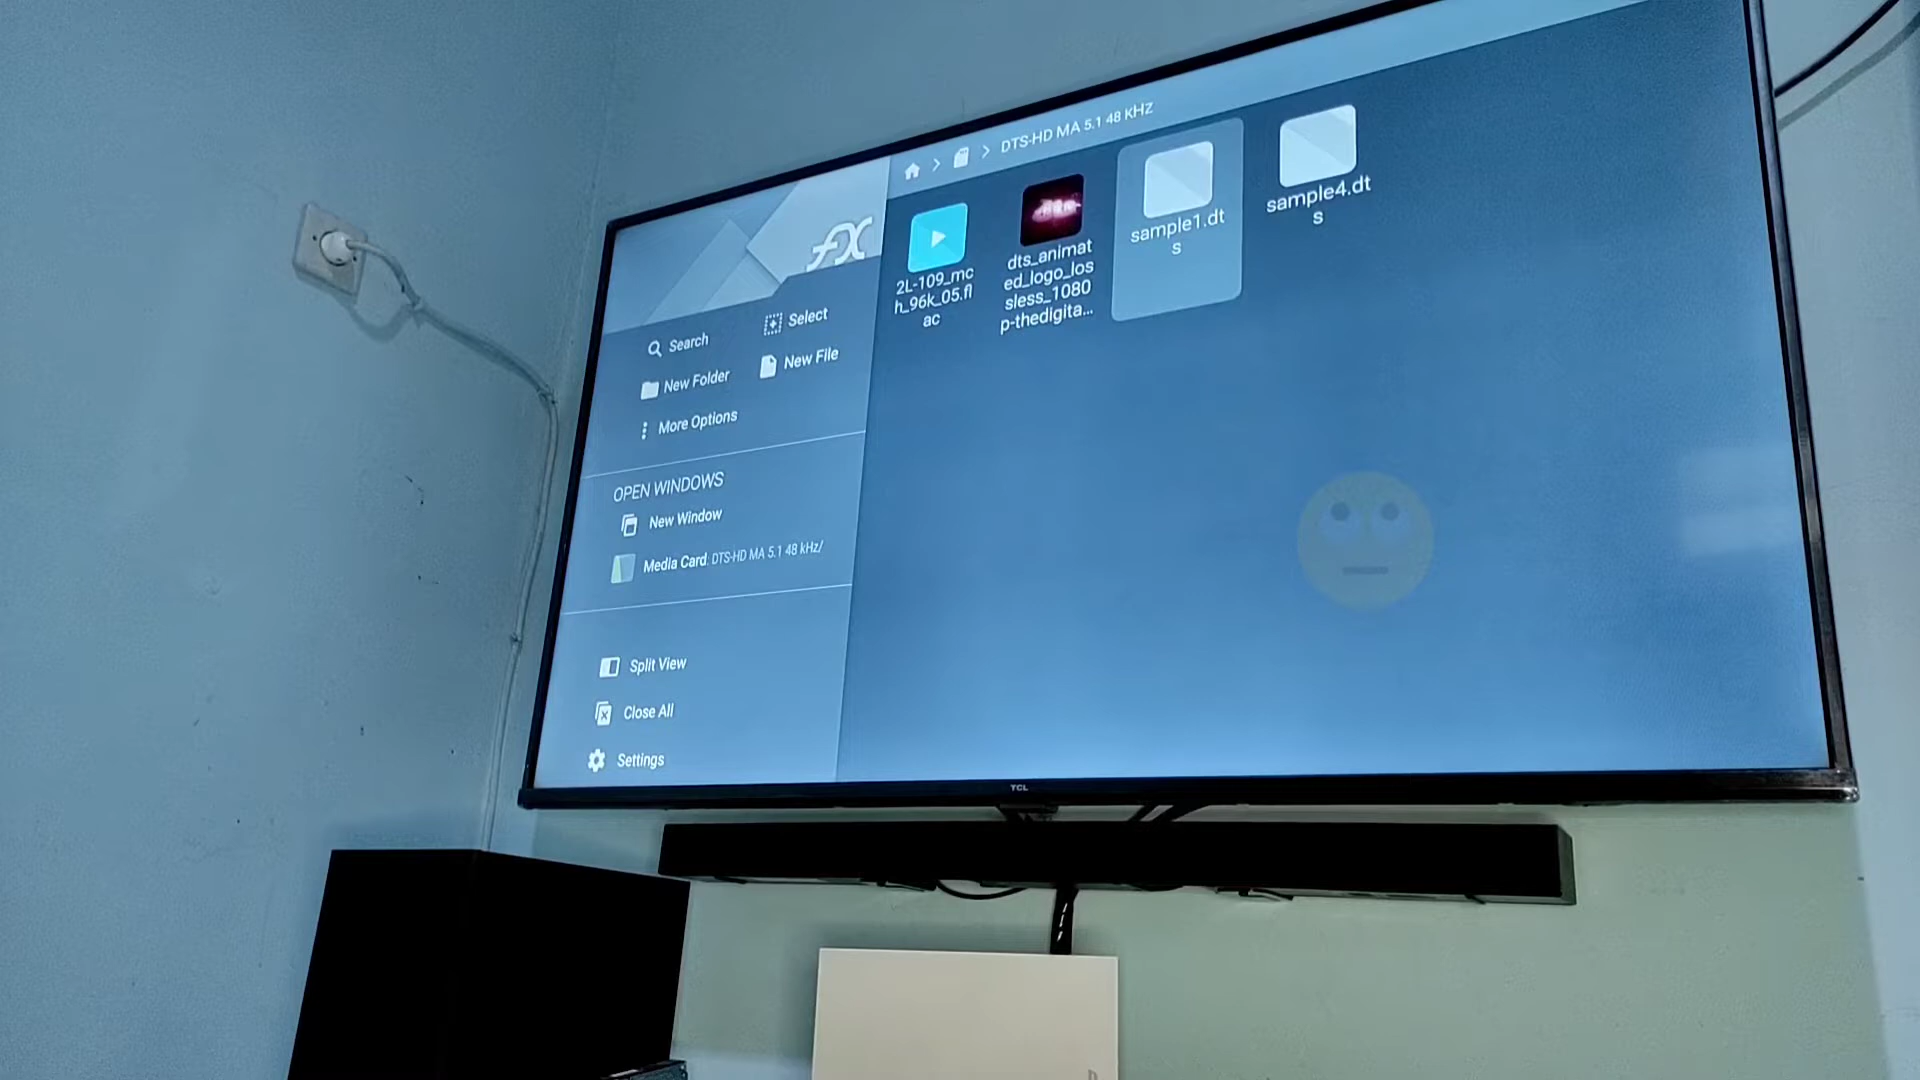 DTS-HD MA 5.1 48 KHz
fX
2L-109_mc
h_96k_05.fl
ac
dts
dts_animat
ed_logo_los
sless_1080
p-thedigita...
sample1.dt
s
sample4.dt
s
Search
Select
New Folder
New File
More Options
OPEN WINDOWS
New Window
Media Card: DTS-HD MA 5.1 48 kHz/
Split View
Close All
Settings
TCL